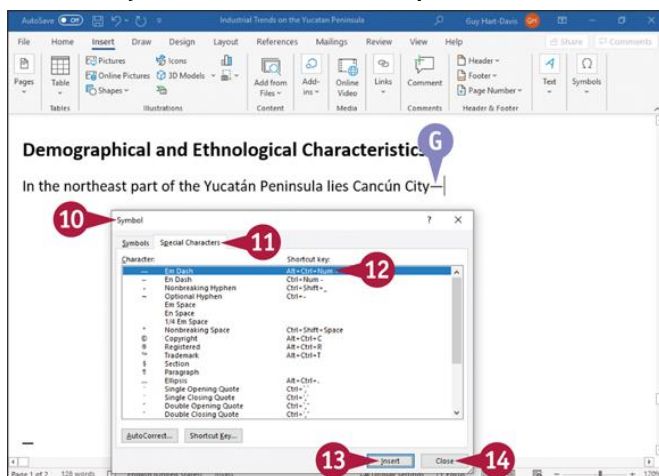 AutoSave Off Industrial Trends on the Yucatan Peninsula Guy Hart-Davis
File Home Insert Draw Design Layout References Mailings Review View Help Share Comments
Pages Table Pictures Online Pictures Shapes Icons 3D Models Add from Files Add-ins Online Video Links Comment Header Footer Page Number Text Symbols
Tables Illustrations Content Media Comments Header & Footer
Demographical and Ethnological Characteristics
G
In the northeast part of the Yucatán Peninsula lies Cancún City—
10 Symbol ? ×
Symbols Special Characters 11
Character: Shortcut key:
— Em Dash Alt+Ctrl+Num - 12
– En Dash Ctrl+Num -
- Nonbreaking Hyphen Ctrl+Shift+_
¬ Optional Hyphen Ctrl+-
Em Space
En Space
1/4 Em Space
° Nonbreaking Space Ctrl+Shift+Space
© Copyright Alt+Ctrl+C
® Registered Alt+Ctrl+R
™ Trademark Alt+Ctrl+T
§ Section
¶ Paragraph
… Ellipsis Alt+Ctrl+.
‘ Single Opening Quote Ctrl+`,`
’ Single Closing Quote Ctrl+','
“ Double Opening Quote Ctrl+`,"
” Double Closing Quote Ctrl+',"
AutoCorrect... Shortcut Key...
13 Insert Close 14
Page 1 of 2 128 words 170%